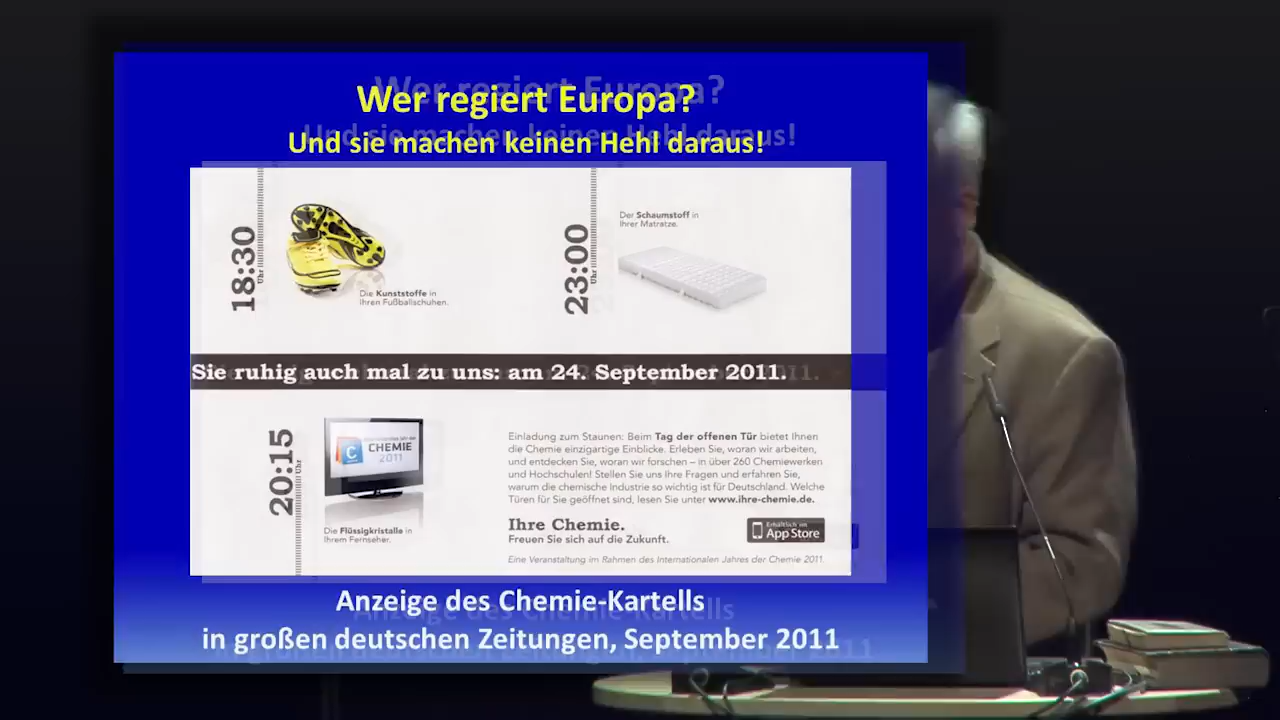 Wer regiert Europa?
Und sie machen keinen Hehl daraus!
18:30
Uhr
Die Kunststoffe in
Ihren Fußballschuhen.
23:00
Uhr
Der Schaumstoff in
Ihrer Matratze.
Sie ruhig auch mal zu uns: am 24. September 2011.
20:15
Uhr
CHEMIE
2011
Die Flüssigkristalle in
Ihrem Fernseher.
Einladung zum Staunen: Beim Tag der offenen Tür bietet Ihnen
die Chemie einzigartige Einblicke. Erleben Sie, woran wir arbeiten,
und entdecken Sie, woran wir forschen – in über 260 Chemiewerken
und Hochschulen! Stellen Sie uns Ihre Fragen und erfahren Sie,
warum die chemische Industrie so wichtig ist für Deutschland. Welche
Türen für Sie geöffnet sind, lesen Sie unter www.ihre-chemie.de.
Ihre Chemie.
Freuen Sie sich auf die Zukunft.
Erhältlich im
App Store
Eine Veranstaltung im Rahmen des Internationalen Jahres der Chemie 2011.
Anzeige des Chemie-Kartells
in großen deutschen Zeitungen, September 2011